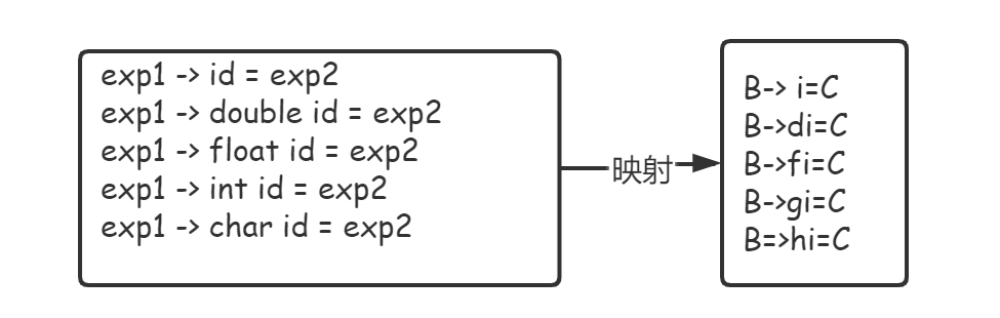 exp1 -> id = exp2
exp1 -> double id = exp2
exp1 -> float id = exp2
exp1 -> int id = exp2
exp1 -> char id = exp2
映射
B-> i=C
B->di=C
B->fi=C
B->gi=C
B=>hi=C